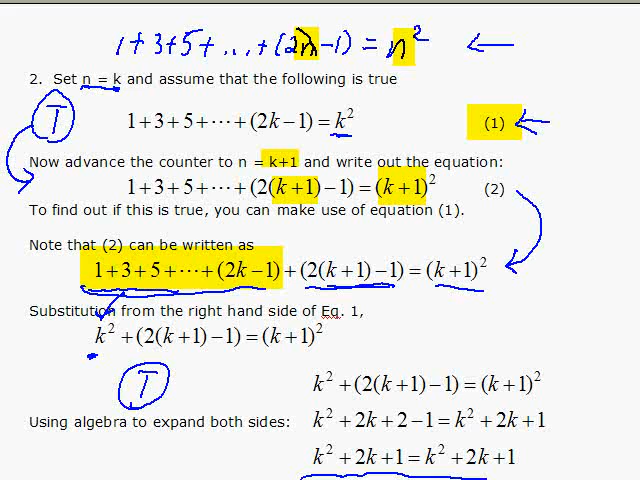 1+3+5+...+(2n-1)=n²
2. Set n = k and assume that the following is true
T
1+3+5+⋯+(2k−1)=k² (1)
Now advance the counter to n = k+1 and write out the equation:
1+3+5+⋯+(2(k+1)−1)=(k+1)² (2)
To find out if this is true, you can make use of equation (1).
Note that (2) can be written as
1+3+5+⋯+(2k−1)+(2(k+1)−1)=(k+1)²
Substitution from the right hand side of Eq. 1,
k²+(2(k+1)−1)=(k+1)²
T
k²+(2(k+1)−1)=(k+1)²
Using algebra to expand both sides: k²+2k+2−1=k²+2k+1
k²+2k+1=k²+2k+1